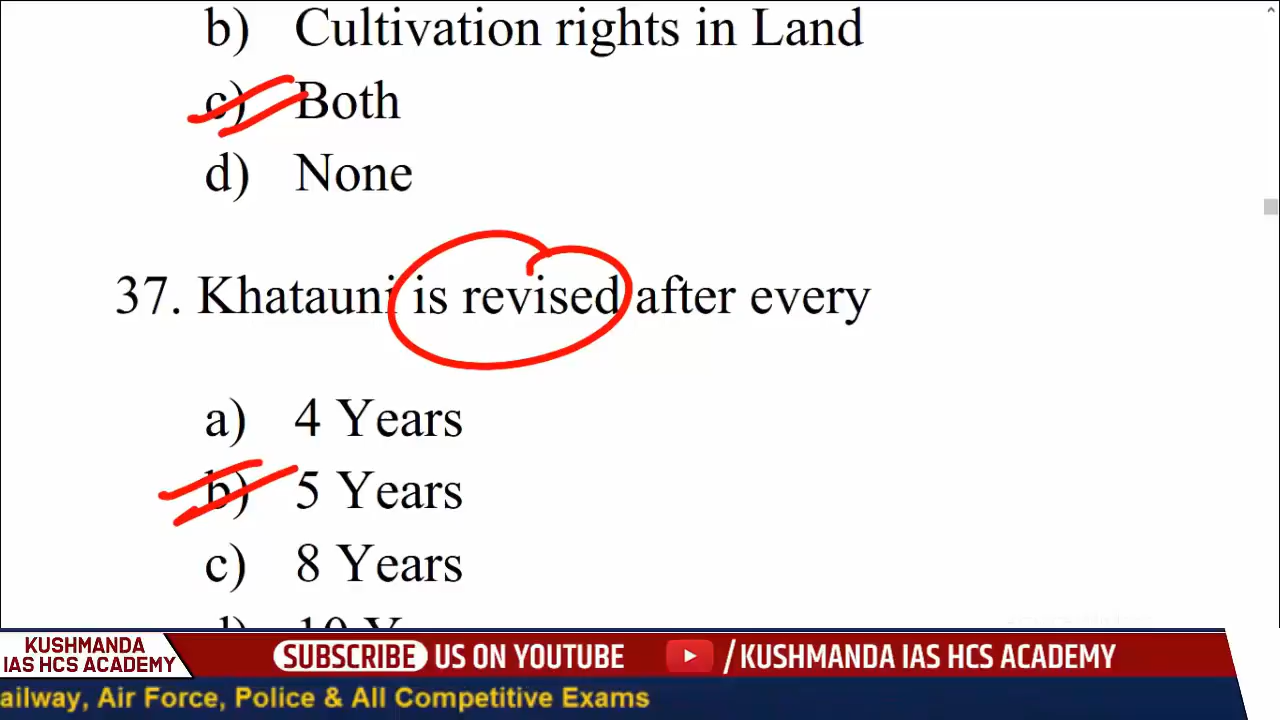 b) Cultivation rights in Land
c) Both
d) None
37. Khatauni is revised after every
a) 4 Years
b) 5 Years
c) 8 Years
KUSHMANDA
IAS HCS ACADEMY
SUBSCRIBE US ON YOUTUBE /KUSHMANDA IAS HCS ACADEMY
ailway, Air Force, Police & All Competitive Exams